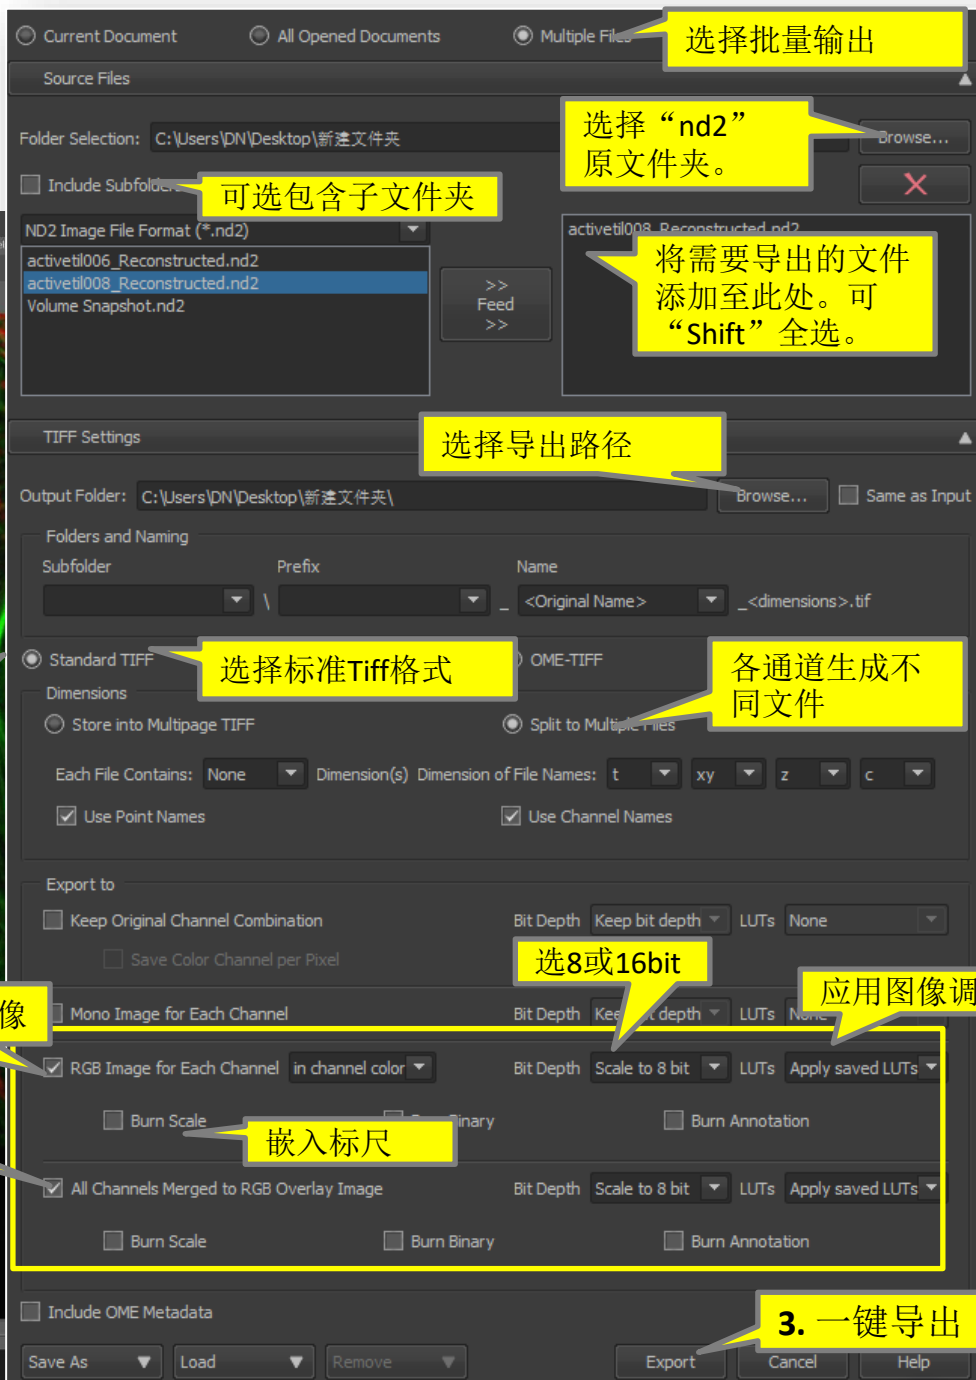 Current Document All Opened Documents Multiple Files 选择批量输出
Source Files
Folder Selection: C:\Users\DN\Desktop\新建文件夹 Browse...
选择“nd2”
原文件夹。
Include Subfolders
可选包含子文件夹
ND2 Image File Format (*.nd2)
activetil006_Reconstructed.nd2
activetil008_Reconstructed.nd2
Volume Snapshot.nd2
>>
Feed
>>
activetil008_Reconstructed.nd2
将需要导出的文件
添加至此处。可
“Shift”全选。
TIFF Settings
选择导出路径
Output Folder: C:\Users\DN\Desktop\新建文件夹\ Browse... Same as Input
Folders and Naming
Subfolder Prefix Name
\ _ <Original Name> _<dimensions>.tif
Standard TIFF 选择标准Tiff格式 OME-TIFF
各通道生成不
同文件
Dimensions
Store into Multipage TIFF Split to Multiple Files
Each File Contains: None Dimension(s) Dimension of File Names: t xy z c
Use Point Names Use Channel Names
Export to
Keep Original Channel Combination Bit Depth Keep bit depth LUTs None
Save Color Channel per Pixel
选8或16bit
应用图像调
像
Mono Image for Each Channel Bit Depth Keep bit depth LUTs None
RGB Image for Each Channel in channel color Bit Depth Scale to 8 bit LUTs Apply saved LUTs
Burn Scale Burn Binary Burn Annotation
嵌入标尺
All Channels Merged to RGB Overlay Image Bit Depth Scale to 8 bit LUTs Apply saved LUTs
Burn Scale Burn Binary Burn Annotation
Include OME Metadata
3. 一键导出
Save As Load Remove Export Cancel Help